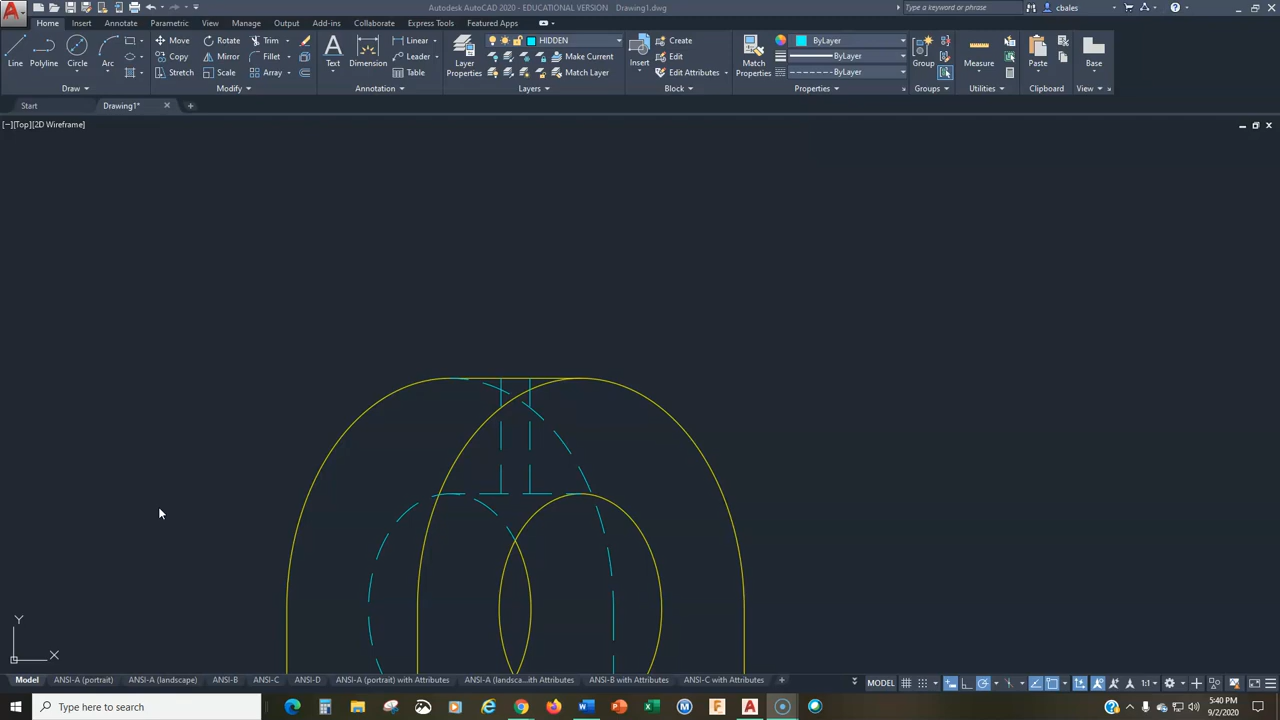 Autodesk AutoCAD 2020 - EDUCATIONAL VERSION Drawing1.dwg
Type a keyword or phrase
cbales
Home Insert Annotate Parametric View Manage Output Add-ins Collaborate Express Tools Featured Apps
Line Polyline Circle Arc
Move Rotate Trim
Copy Mirror Fillet
Stretch Scale Array
Text Dimension
Linear
Leader
Table
Layer Properties
HIDDEN
Make Current
Match Layer
Insert
Create
Edit
Edit Attributes
Match Properties
ByLayer
ByLayer
ByLayer
Group
Measure
Paste
Base
Draw Modify Annotation Layers Block Properties Groups Utilities Clipboard View
Start Drawing1*
[−][Top][2D Wireframe]
Y
X
Model ANSI-A (portrait) ANSI-A (landscape) ANSI-B ANSI-C ANSI-D ANSI-A (portrait) with Attributes ANSI-A (landsca...ith Attributes ANSI-B with Attributes ANSI-C with Attributes
MODEL
1:1
Type here to search
5:40 PM
9/2/2020